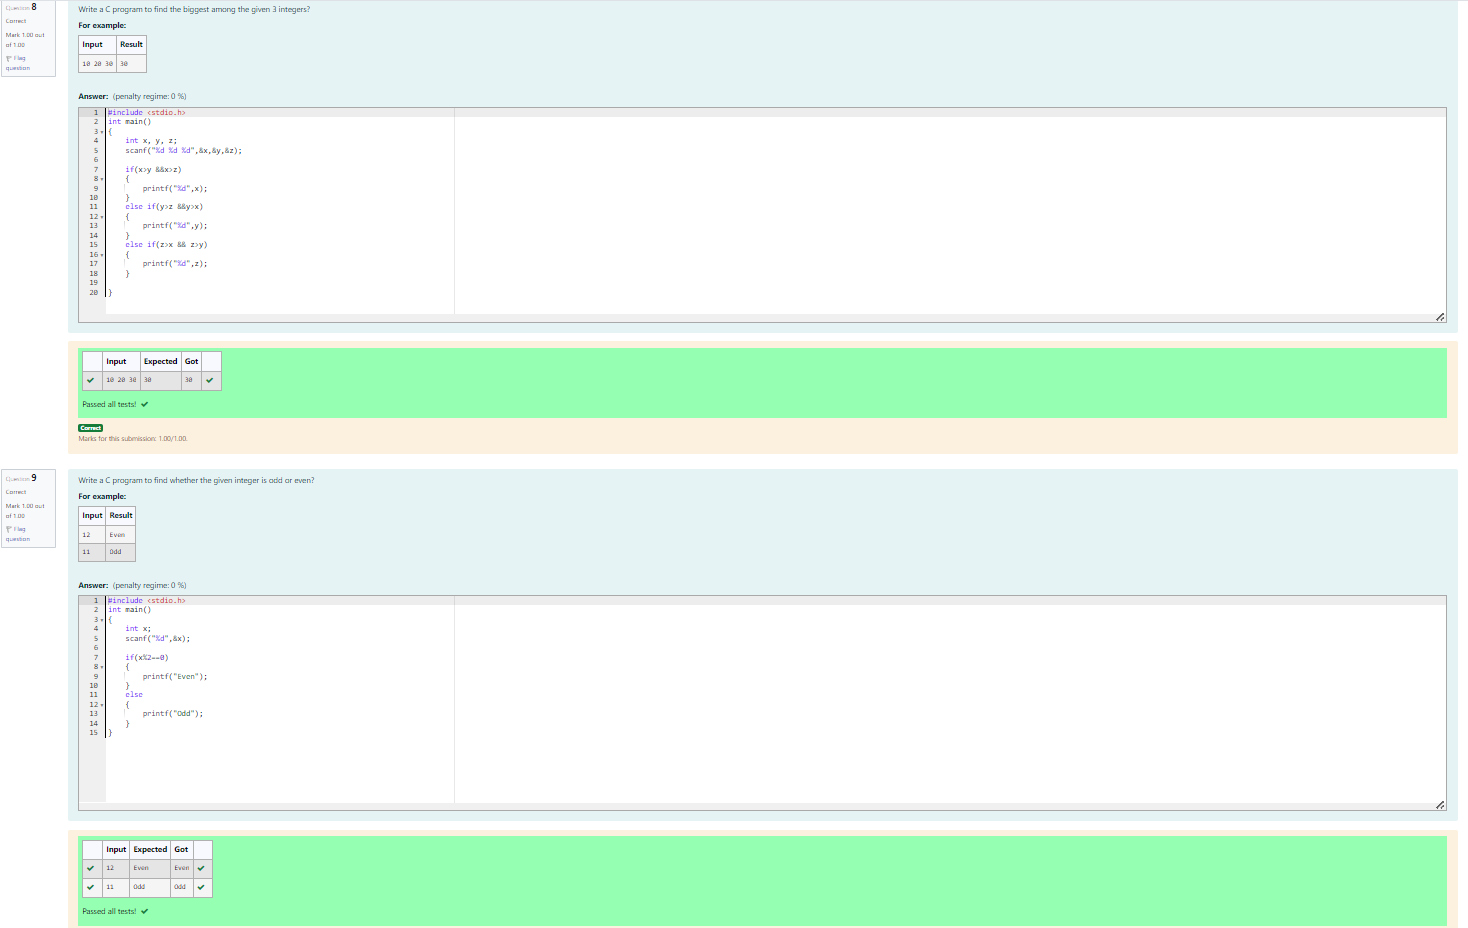 Question 8
Correct
Mark 1.00 out
of 1.00
Flag
question
Write a C program to find the biggest among the given 3 integers?
For example:
Input Result
10 20 30 30
Answer: (penalty regime: 0 %)
1 #include <stdio.h>
2 int main()
3 {
4 int x, y, z;
5 scanf("%d %d %d",&x,&y,&z);
6
7 if(x>y &&x>z)
8 {
9 printf("%d",x);
10 }
11 else if(y>z &&y>x)
12 {
13 printf("%d",y);
14 }
15 else if(z>x && z>y)
16 {
17 printf("%d",z);
18 }
19
20 }
Input Expected Got
10 20 30 30 30
Passed all tests!
Correct
Marks for this submission: 1.00/1.00.
Question 9
Correct
Mark 1.00 out
of 1.00
Flag
question
Write a C program to find whether the given integer is odd or even?
For example:
Input Result
12 Even
11 Odd
Answer: (penalty regime: 0 %)
1 #include <stdio.h>
2 int main()
3 {
4 int x;
5 scanf("%d",&x);
6
7 if(x%2==0)
8 {
9 printf("Even");
10 }
11 else
12 {
13 printf("Odd");
14 }
15 }
Input Expected Got
12 Even Even
11 Odd Odd
Passed all tests!